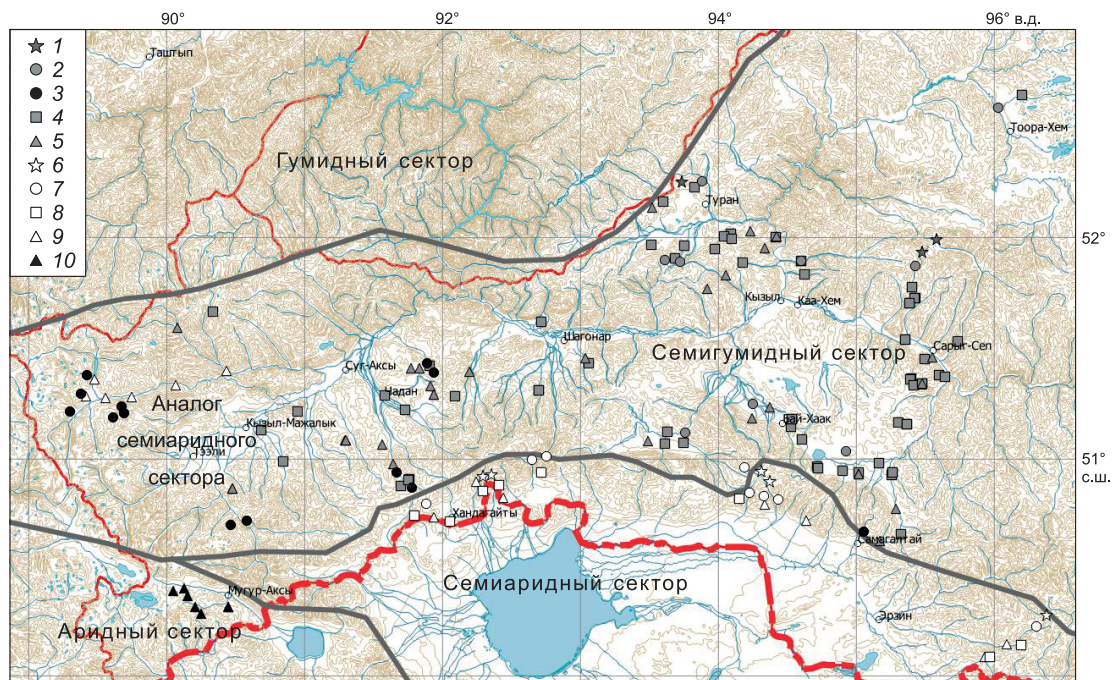 90° 92° 94° 96° в.д.
1
2
3
4
5
6
7
8
9
10
Таштып
Тоора-Хем
Гумидный сектор
Туран
52°
Кызыл
Каа-Хем
Шагонар
Семигумидный сектор
Сарыг-Сеп
Суг-Аксы
Чадан
Аналог
семиаридного
сектора
Кызыл-Мажалык
Тээли
Бай-Хаак
51°
с.ш.
Хандагайты
Самагалтай
Семиаридный сектор
Мугур-Аксы
Аридный сектор
Эрзин